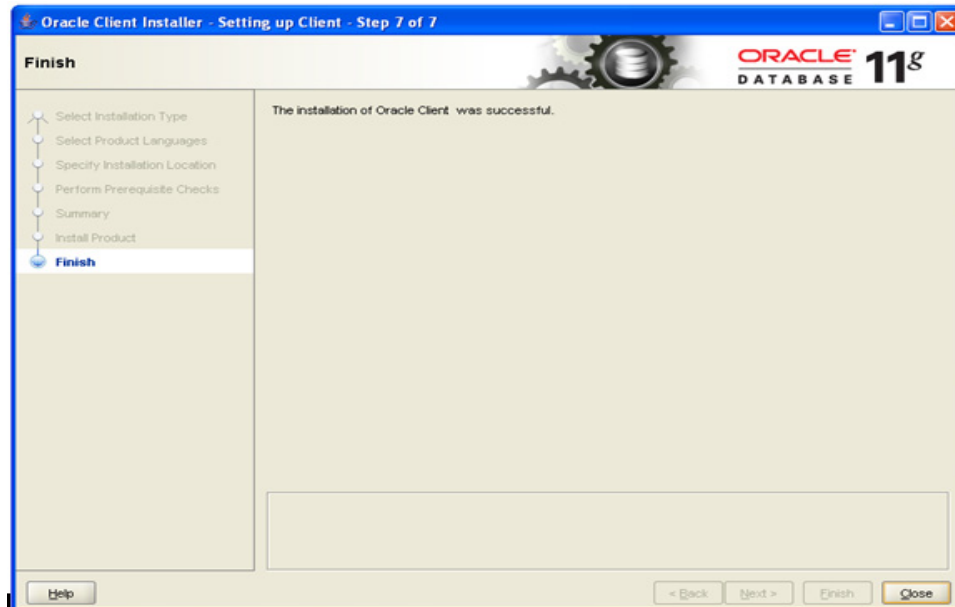 Oracle Client Installer - Setting up Client - Step 7 of 7
Finish
ORACLE 11g
DATABASE
Select Installation Type
Select Product Languages
Specify Installation Location
Perform Prerequisite Checks
Summary
Install Product
Finish
The installation of Oracle Client was successful.
Help
< Back
Next >
Finish
Close